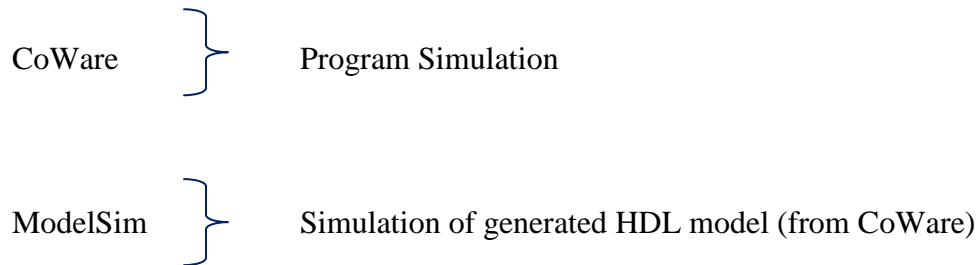 CoWare Program Simulation
ModelSim Simulation of generated HDL model (from CoWare)